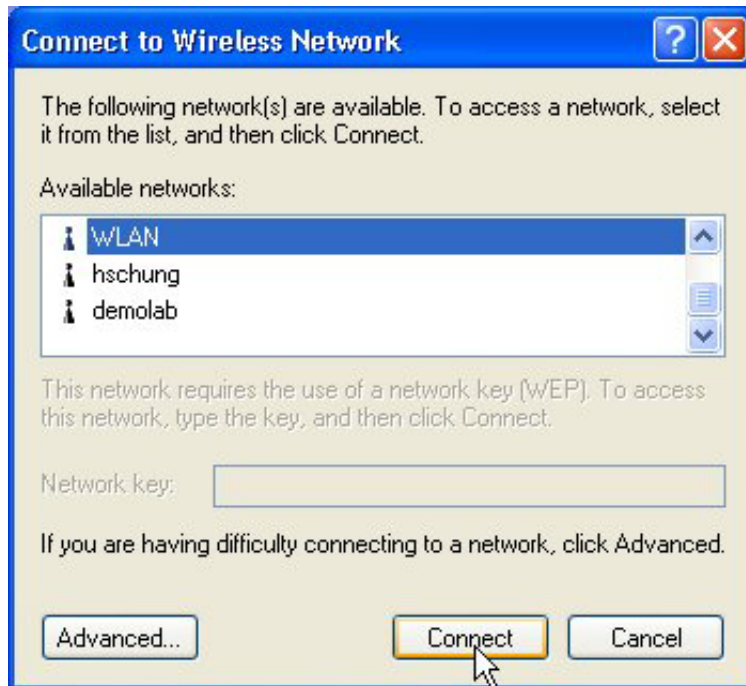 Connect to Wireless Network
The following network(s) are available. To access a network, select
it from the list, and then click Connect.
Available networks:
WLAN
hschung
demolab
This network requires the use of a network key (WEP). To access
this network, type the key, and then click Connect.
Network key:
If you are having difficulty connecting to a network, click Advanced.
Advanced... Connect Cancel